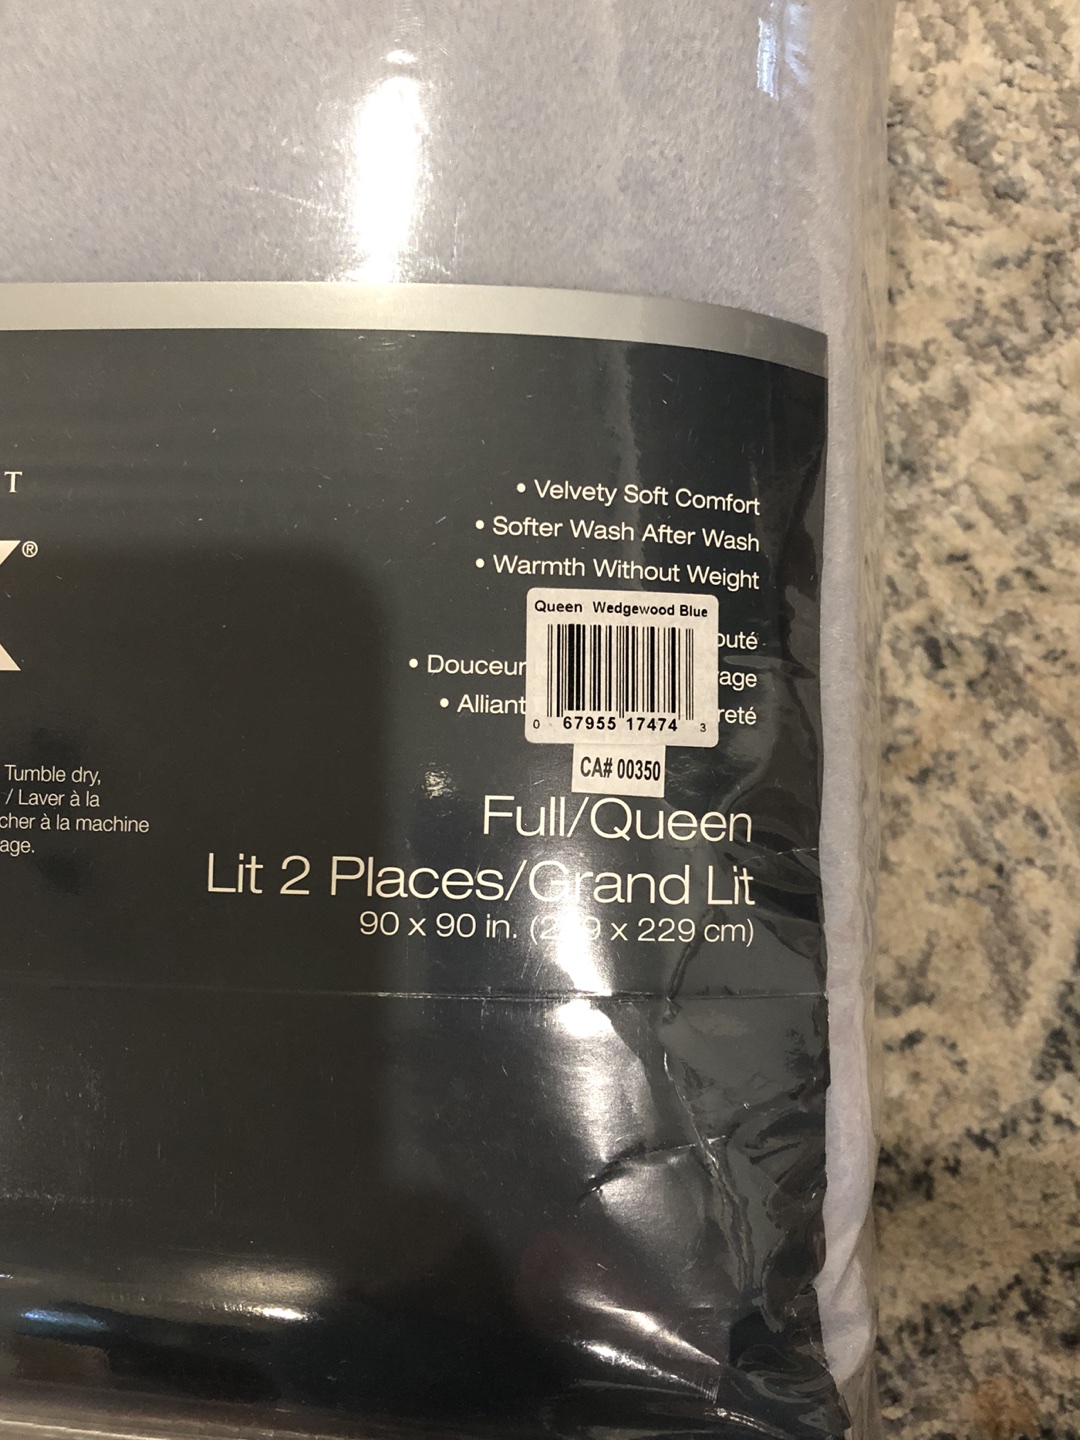 T
®
• Velvety Soft Comfort
• Softer Wash After Wash
• Warmth Without Weight
Queen Wedgewood Blue
0 67955 17474 3
• Douceur
• Alliant
CA# 00350
Tumble dry,
/ Laver à la
cher à la machine
age.
Full/Queen
Lit 2 Places/Grand Lit
90 x 90 in. (229 x 229 cm)